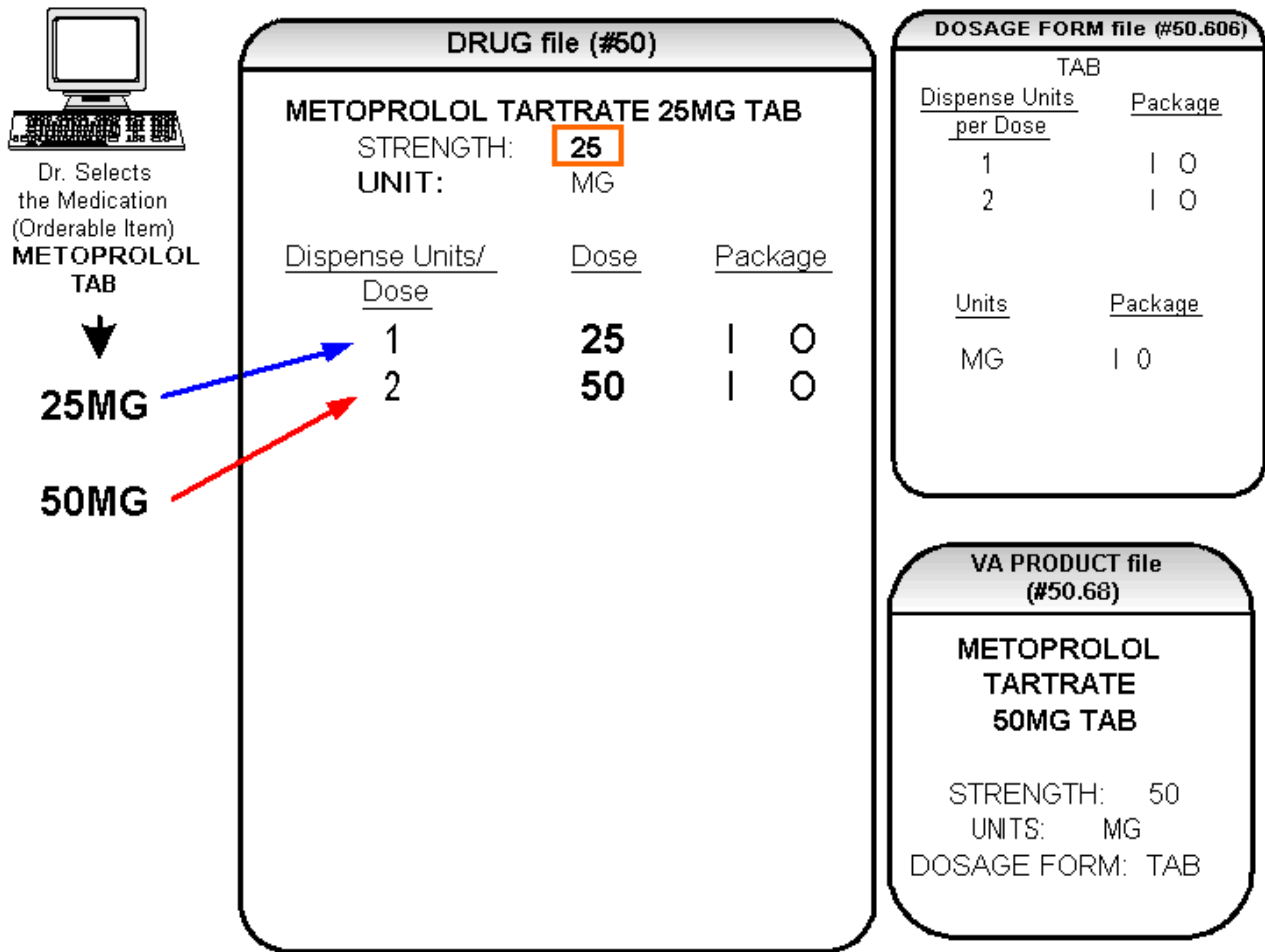 Dr. Selects
the Medication
(Orderable Item)
METOPROLOL
TAB
25MG
50MG
DRUG file (#50)
METOPROLOL TARTRATE 25MG TAB
STRENGTH: 25
UNIT: MG
Dispense Units/ Dose Package
Dose
1 25 I O
2 50 I O
DOSAGE FORM file (#50.606)
TAB
Dispense Units Package
per Dose
1 I O
2 I O
Units Package
MG I 0
VA PRODUCT file
(#50.68)
METOPROLOL
TARTRATE
50MG TAB
STRENGTH: 50
UNITS: MG
DOSAGE FORM: TAB